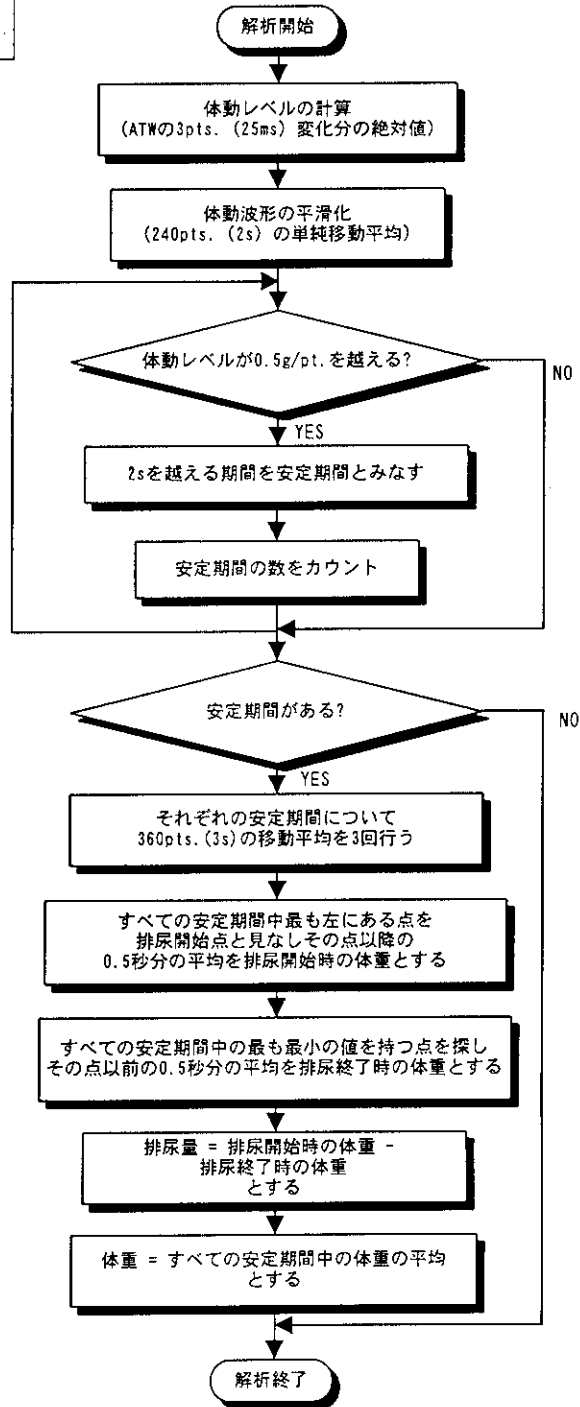 解析開始
体動レベルの計算
(ATWの3pts. (25ms) 変化分の絶対値)
体動波形の平滑化
(240pts. (2s) の単純移動平均)
体動レベルが0.5g/pt.を越える?
NO
YES
2sを越える期間を安定期間とみなす
安定期間の数をカウント
安定期間がある?
NO
YES
それぞれの安定期間について
360pts.(3s)の移動平均を3回行う
すべての安定期間中最も左にある点を
排尿開始点と見なしその点以降の
0.5秒分の平均を排尿開始時の体重とする
すべての安定期間中の最も最小の値を持つ点を探し
その点以前の0.5秒分の平均を排尿終了時の体重とする
排尿量 = 排尿開始時の体重 -
排尿終了時の体重
とする
体重 = すべての安定期間中の体重の平均
とする
解析終了